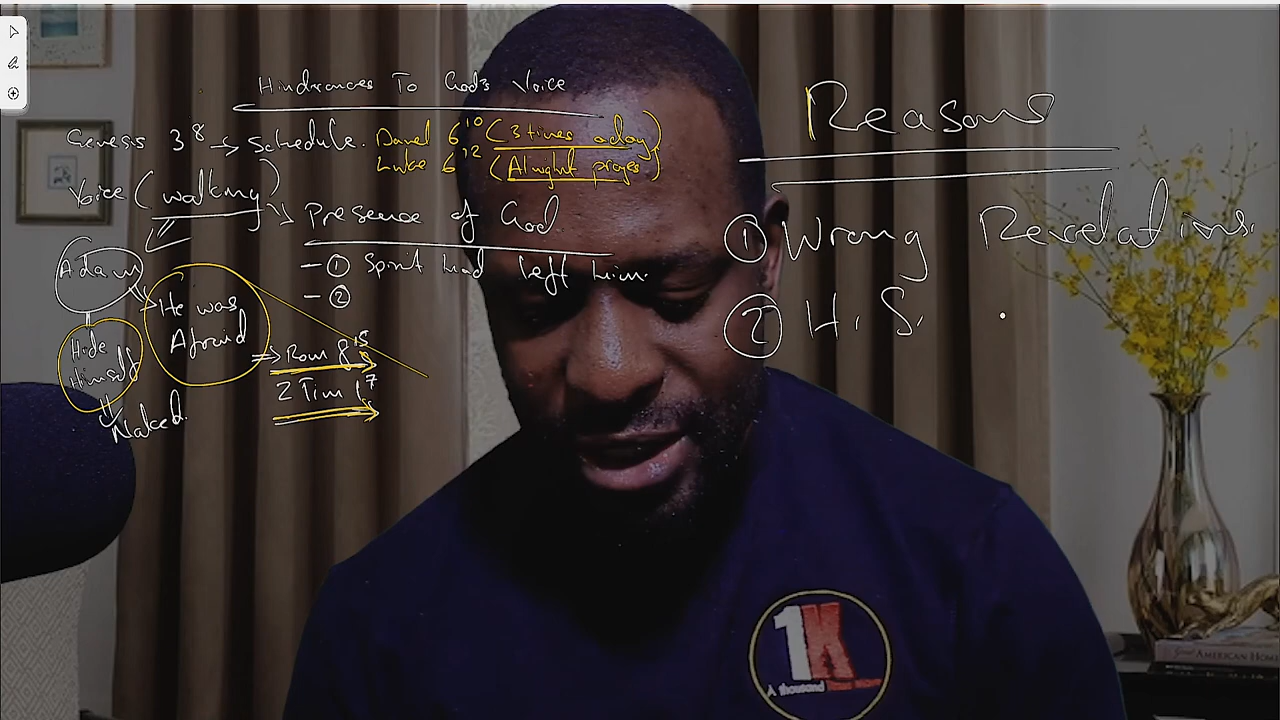 Hindrances To God's Voice
Genesis 3 8 → Schedule. Daniel 6 10 (3 times a day)
Luke 6 12 (All night prayer)
Voice (walking)
Presence of God
- ① Spirit had left him.
- ②
Adam
He was
Afraid
Hide
Himself
Naked.
⇒ Rom 8 15
2 Tim 1 7
Reasons
① Wrong Revelations.
② H. S.
1K
A thousand
AMERICAN HOME